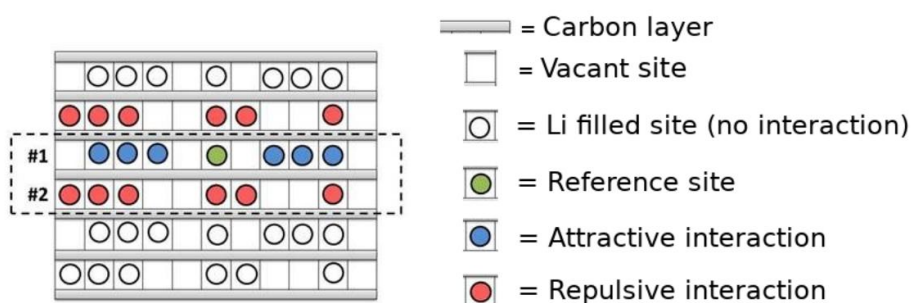 = Carbon layer
= Vacant site
= Li filled site (no interaction)
#1
= Reference site
#2
= Attractive interaction
= Repulsive interaction